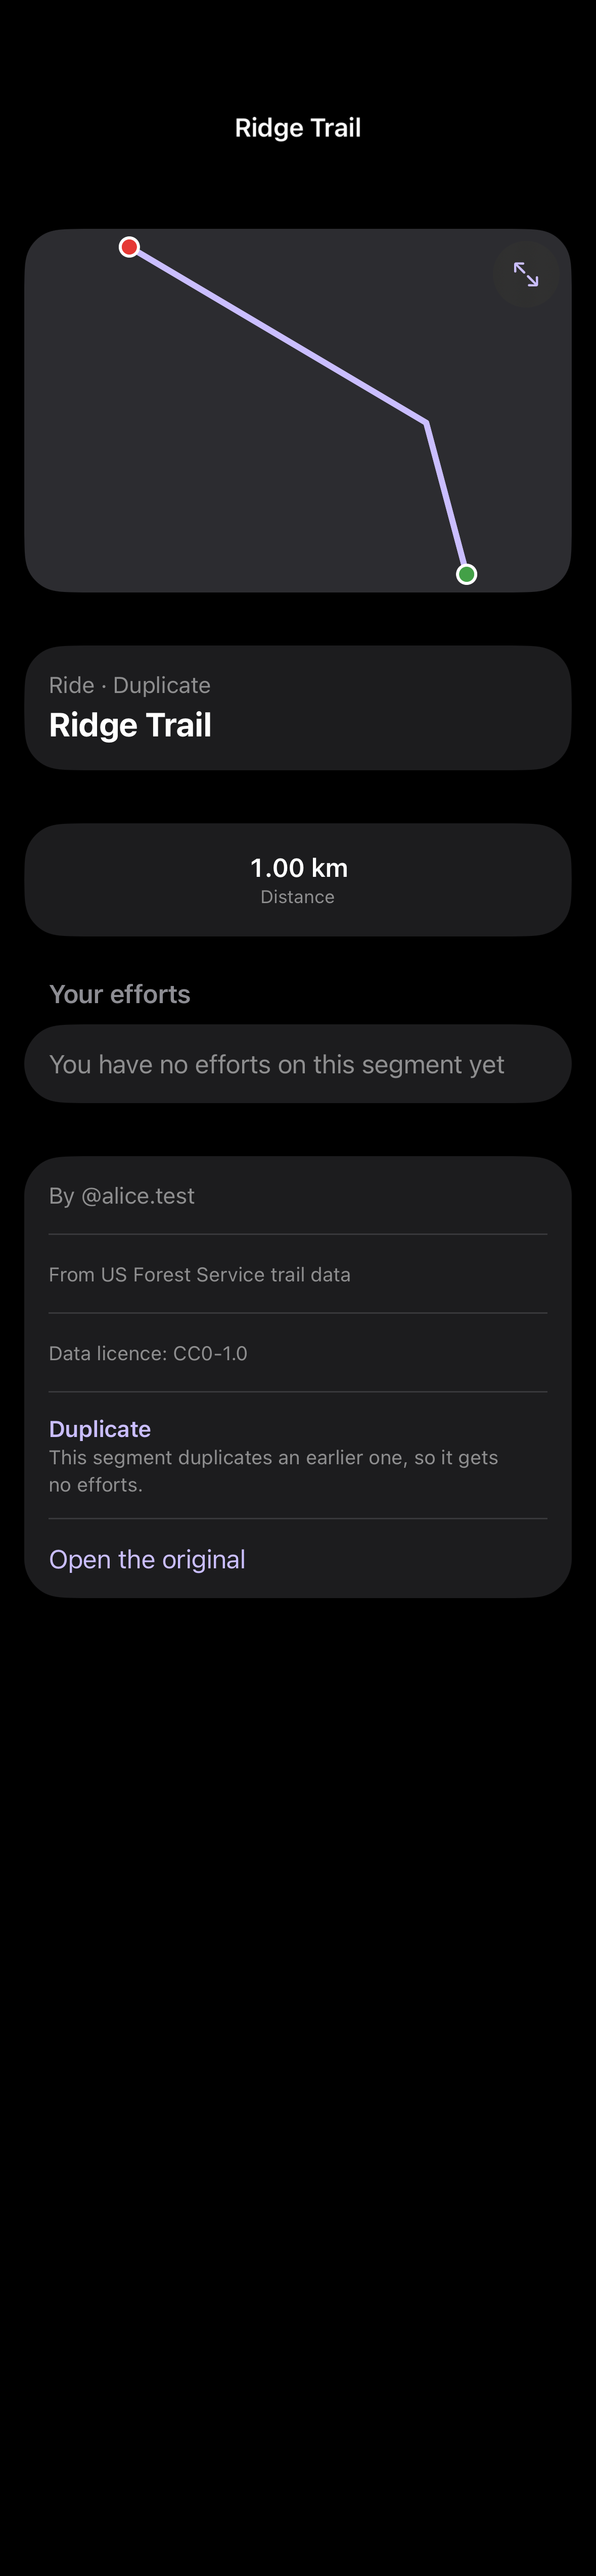 Ridge Trail
Ride · Duplicate
Ridge Trail
1.00 km
Distance
Your efforts
You have no efforts on this segment yet
By @alice.test
From US Forest Service trail data
Data licence: CC0-1.0
Duplicate
This segment duplicates an earlier one, so it gets
no efforts.
Open the original